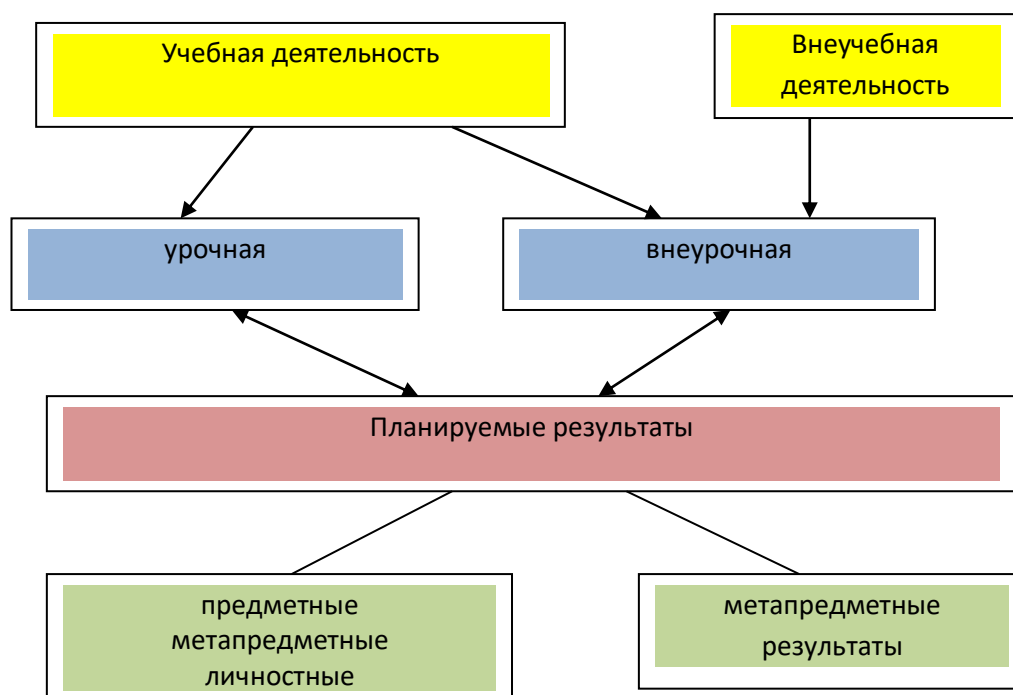 Учебная деятельность
Внеучебная
деятельность
урочная
внеурочная
Планируемые результаты
предметные
метапредметные
личностные
метапредметные
результаты